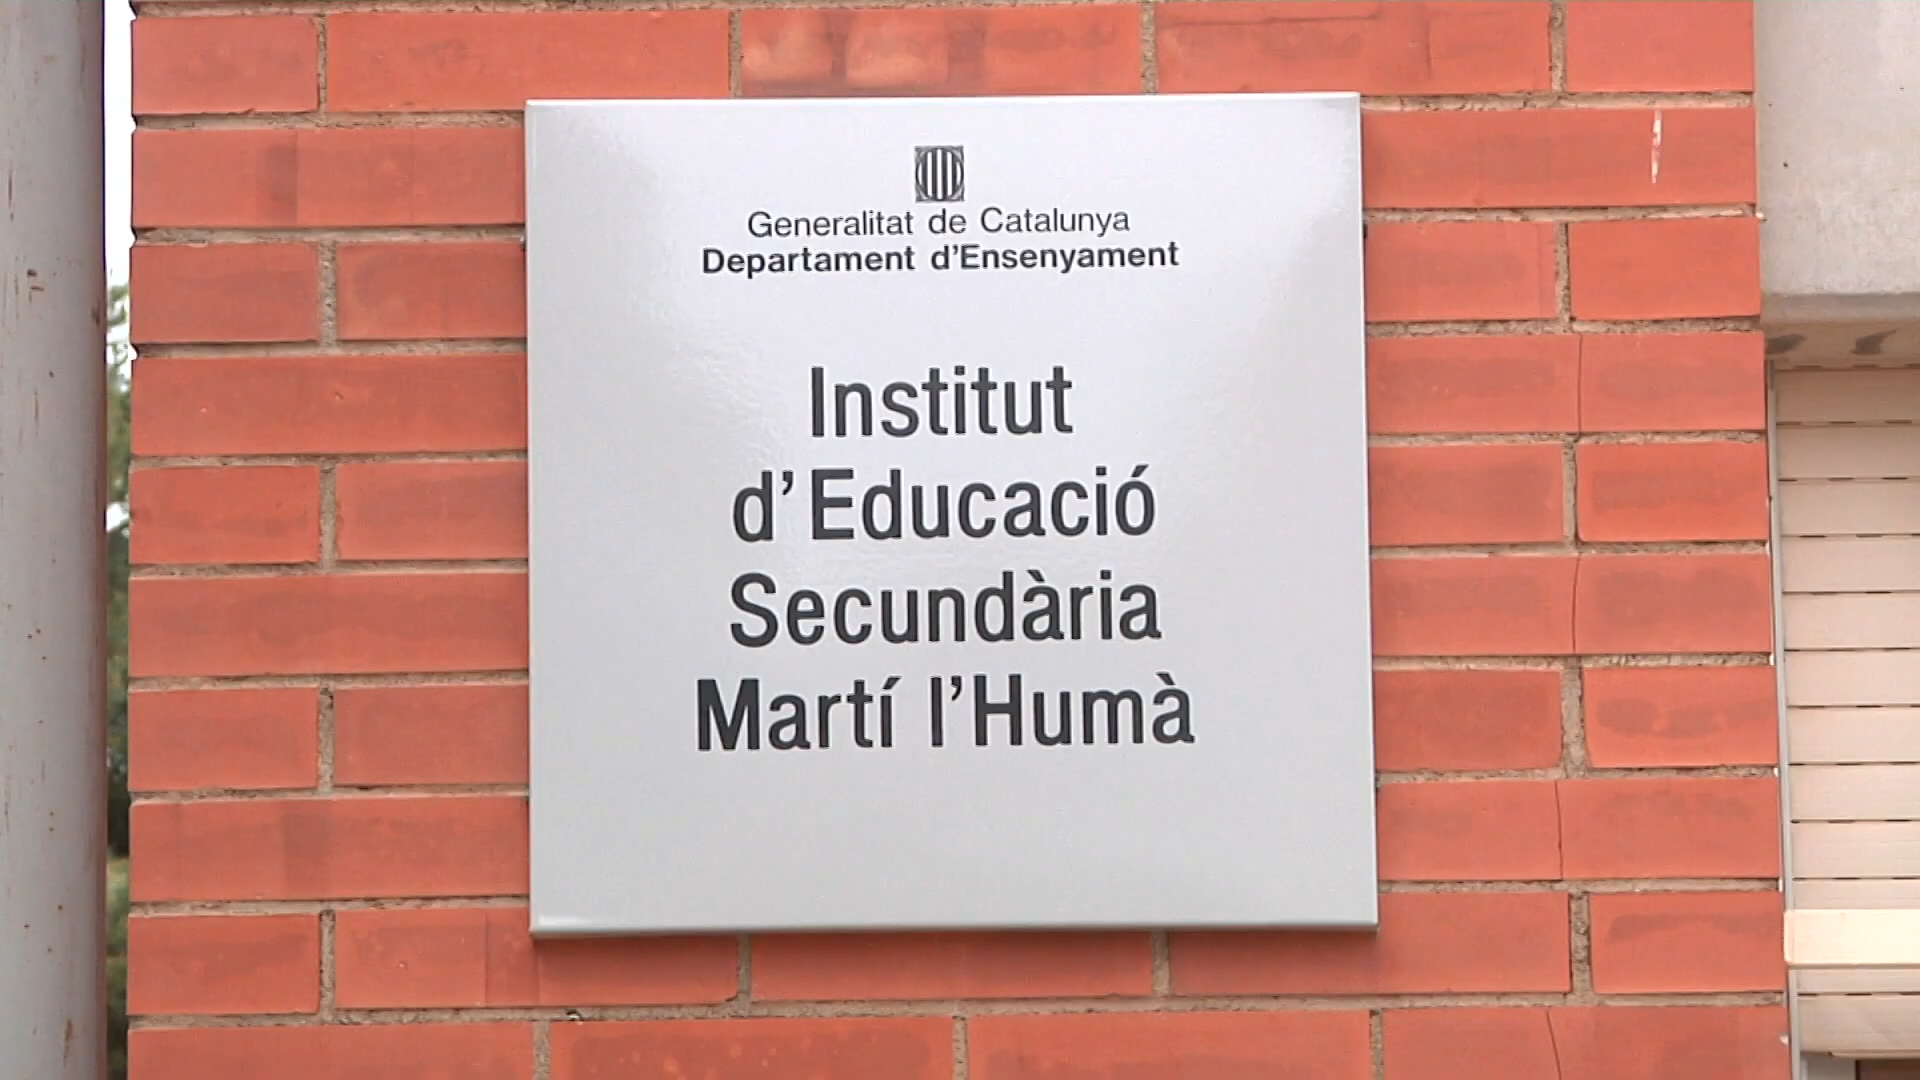 Generalitat de Catalunya
Departament d'Ensenyament
Institut
d'Educació
Secundària
Martí l'Humà